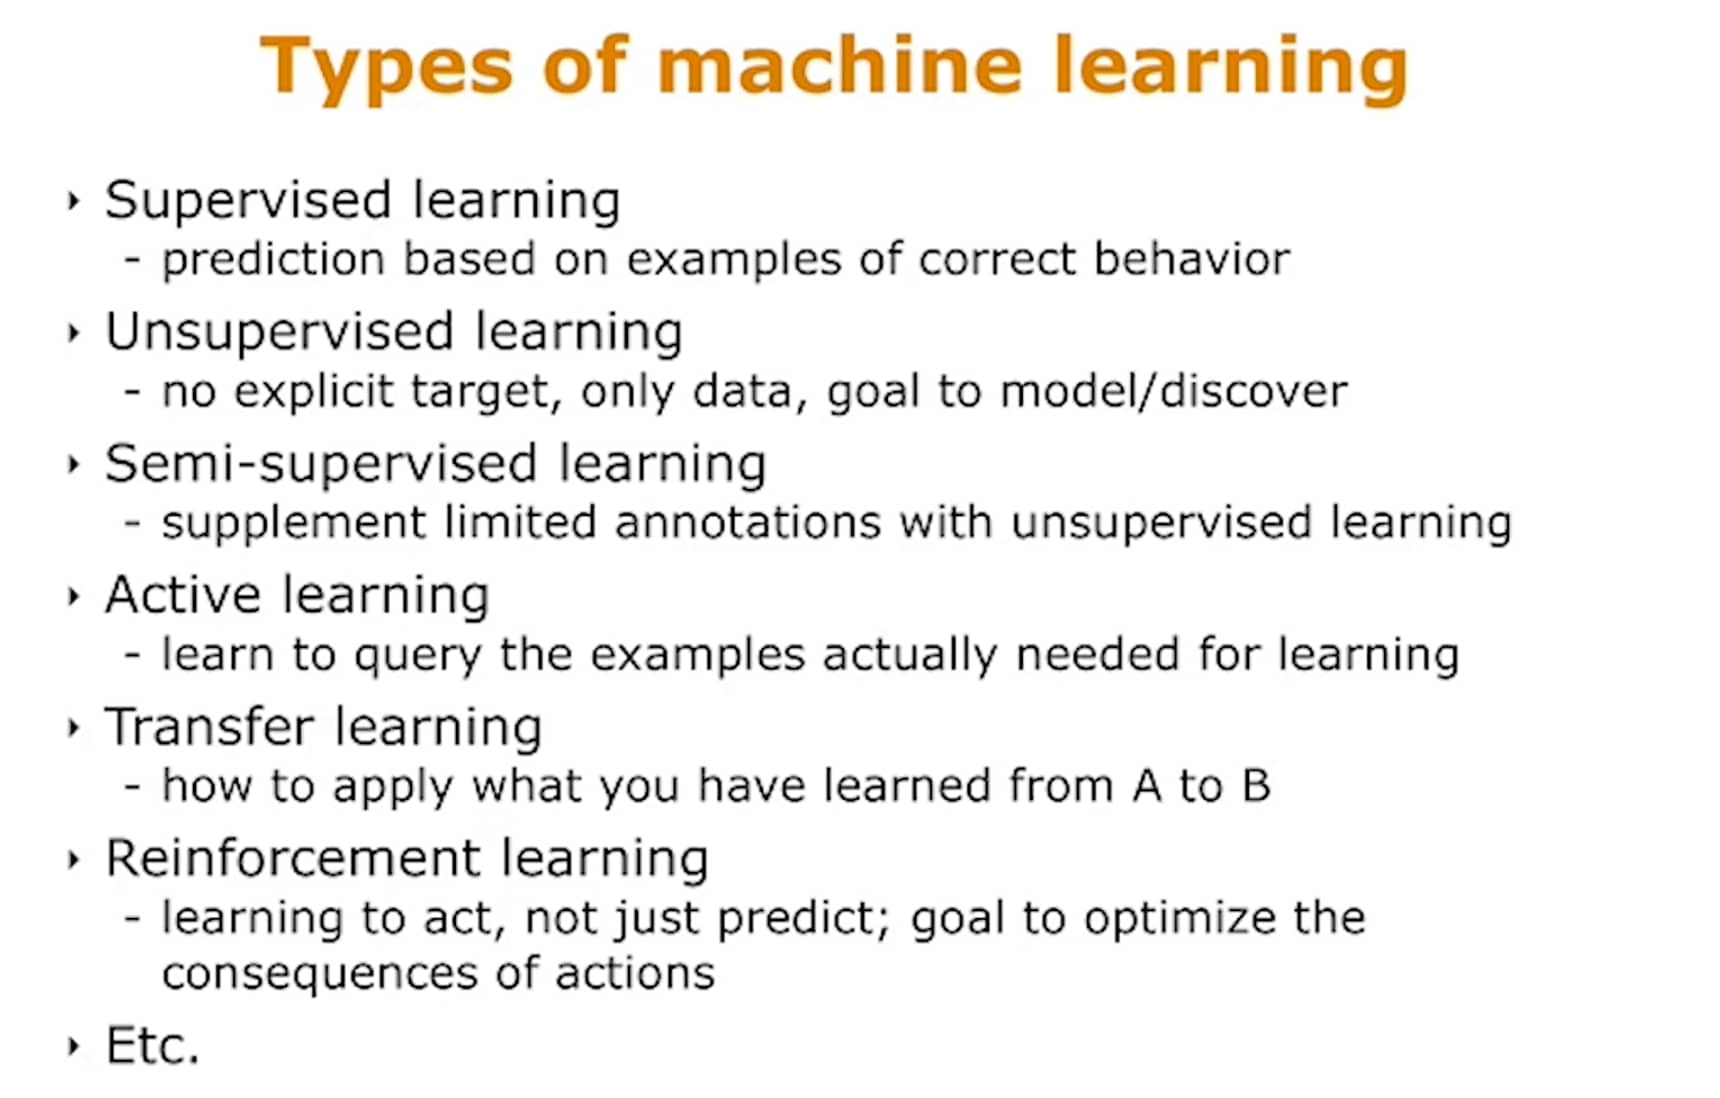 Types of machine learning
‣ Supervised learning
- prediction based on examples of correct behavior
‣ Unsupervised learning
- no explicit target, only data, goal to model/discover
‣ Semi-supervised learning
- supplement limited annotations with unsupervised learning
‣ Active learning
- learn to query the examples actually needed for learning
‣ Transfer learning
- how to apply what you have learned from A to B
‣ Reinforcement learning
- learning to act, not just predict; goal to optimize the
consequences of actions
‣ Etc.